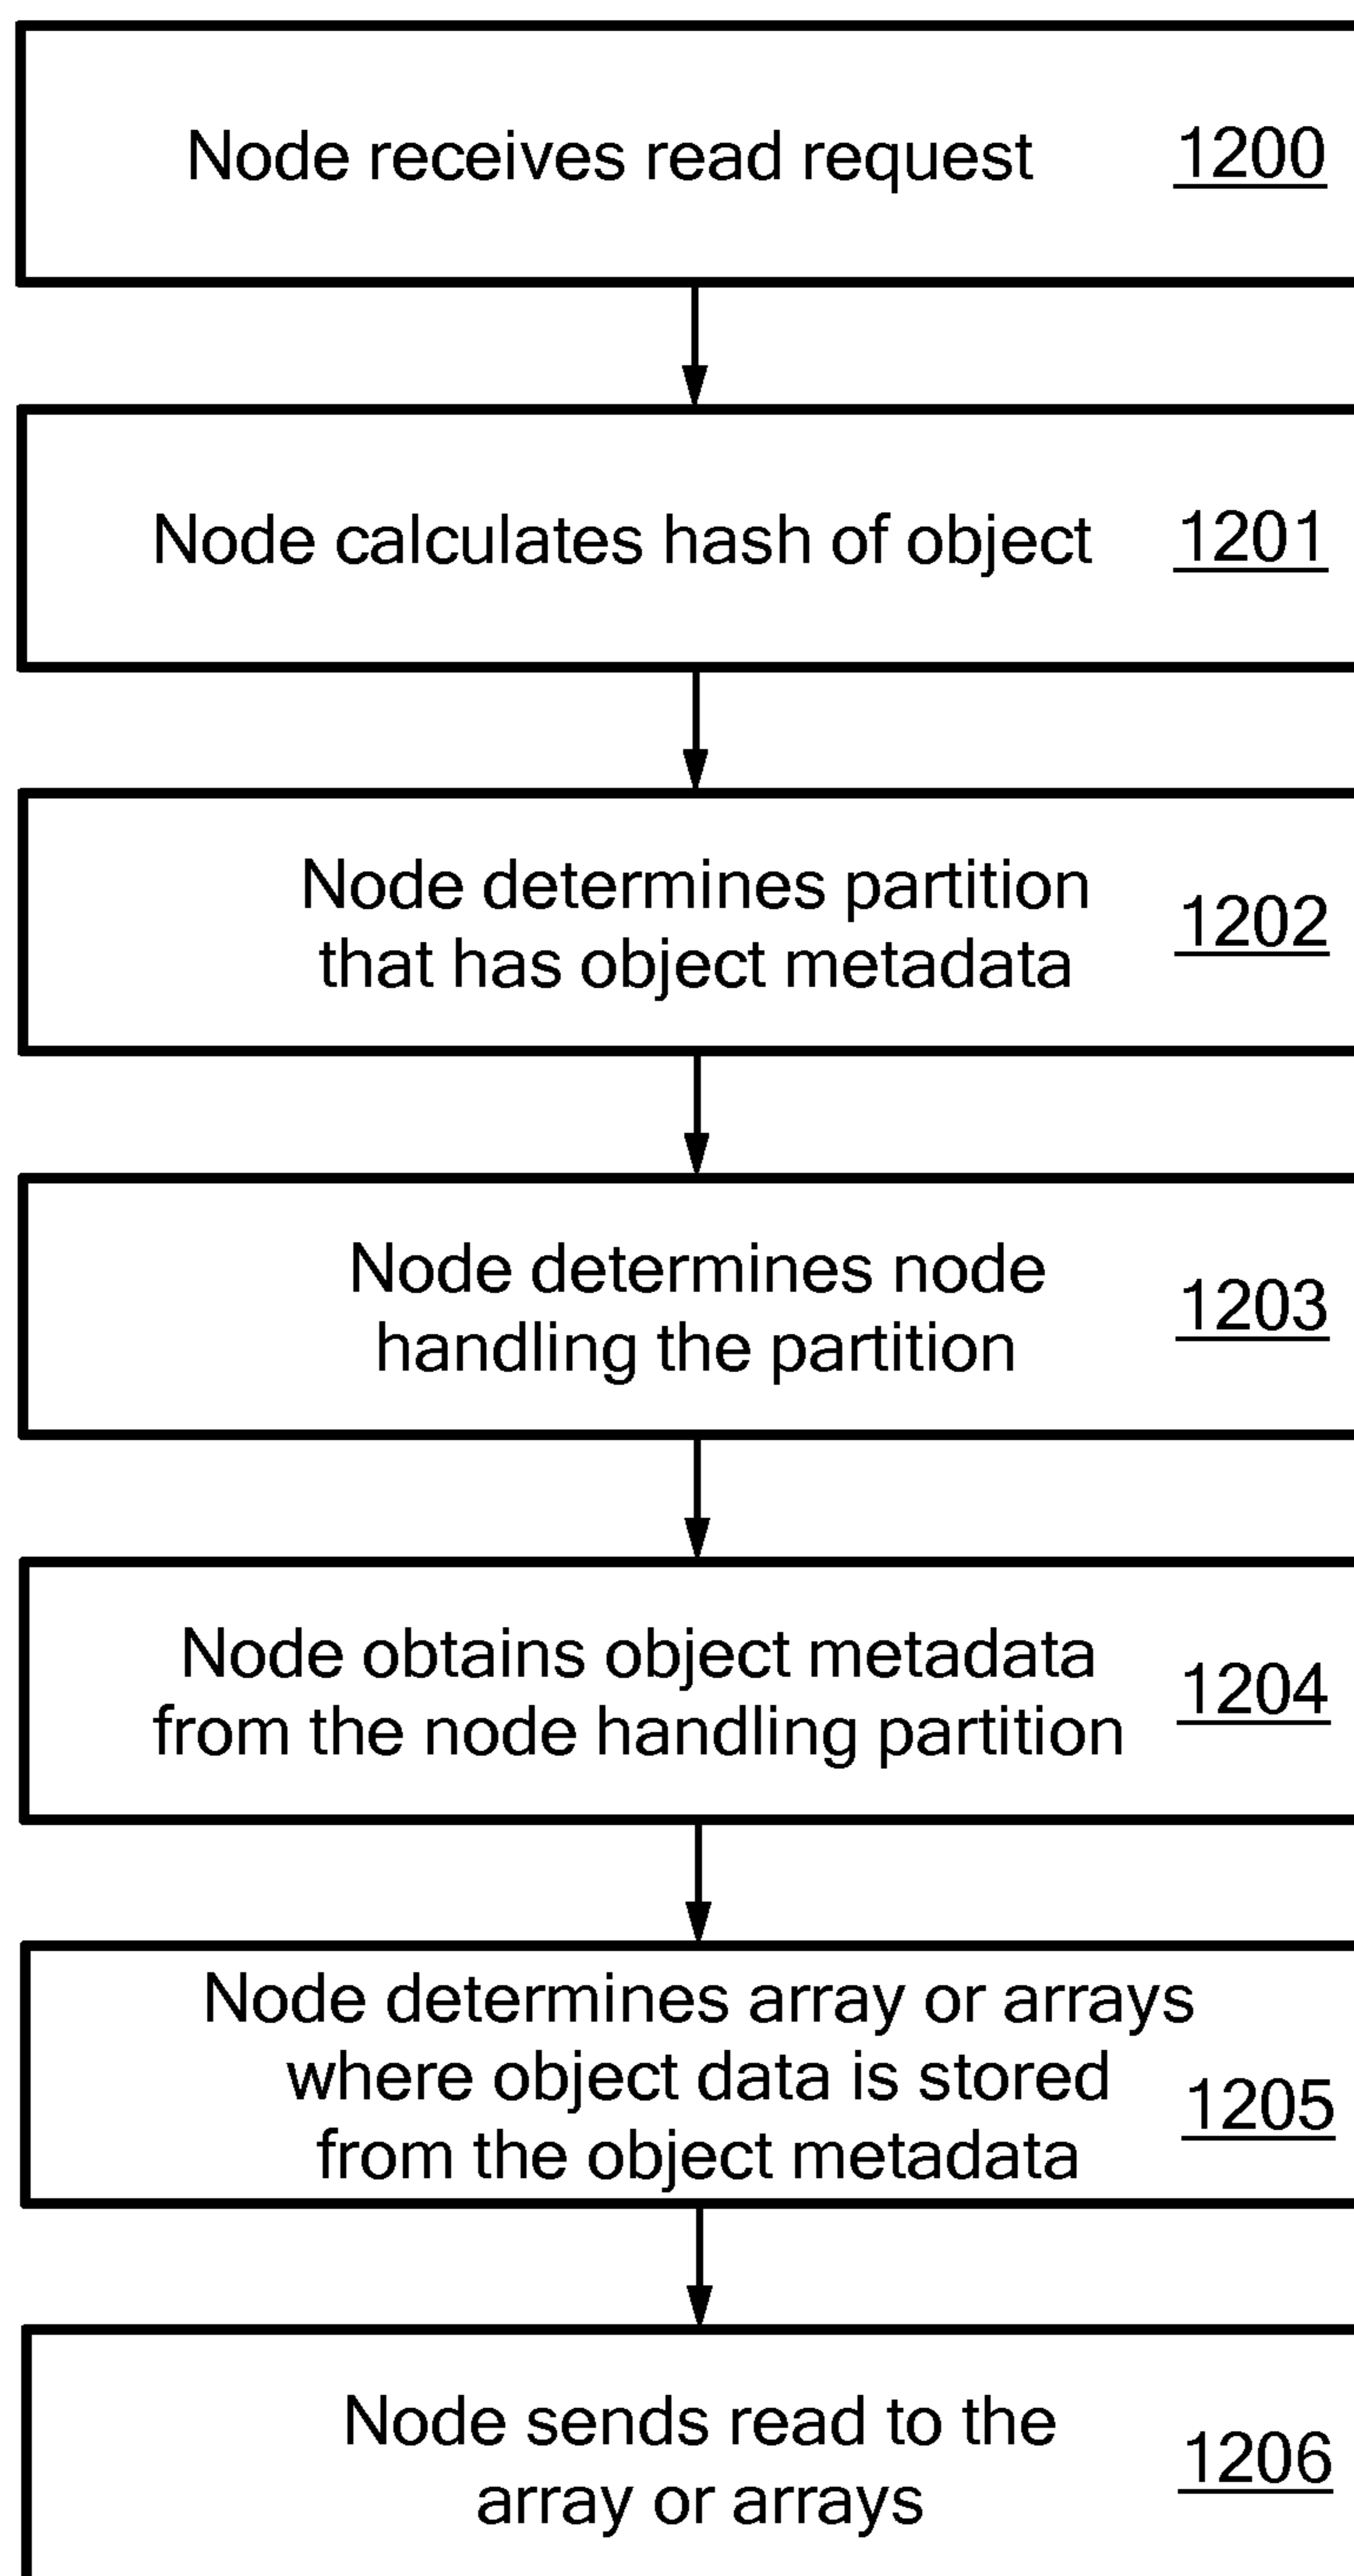 Node receives read request 1200
Node calculates hash of object 1201
Node determines partition
that has object metadata 1202
Node determines node
handling the partition 1203
Node obtains object metadata
from the node handling partition 1204
Node determines array or arrays
where object data is stored
from the object metadata 1205
Node sends read to the
array or arrays 1206